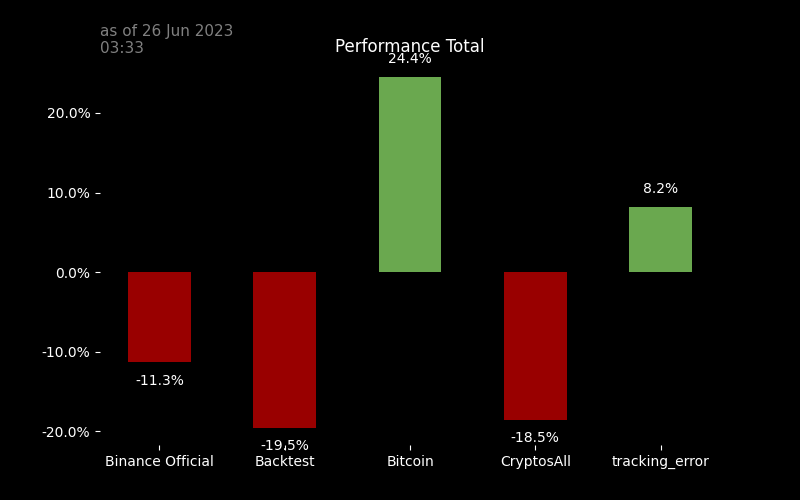 as of 26 Jun 2023
03:33
Performance Total
24.4%
20.0%
8.2%
10.0%
0.0%
-10.0%
-11.3%
-20.0%
-19.5%
-18.5%
Binance Official
Backtest
Bitcoin
CryptosAll
tracking_error